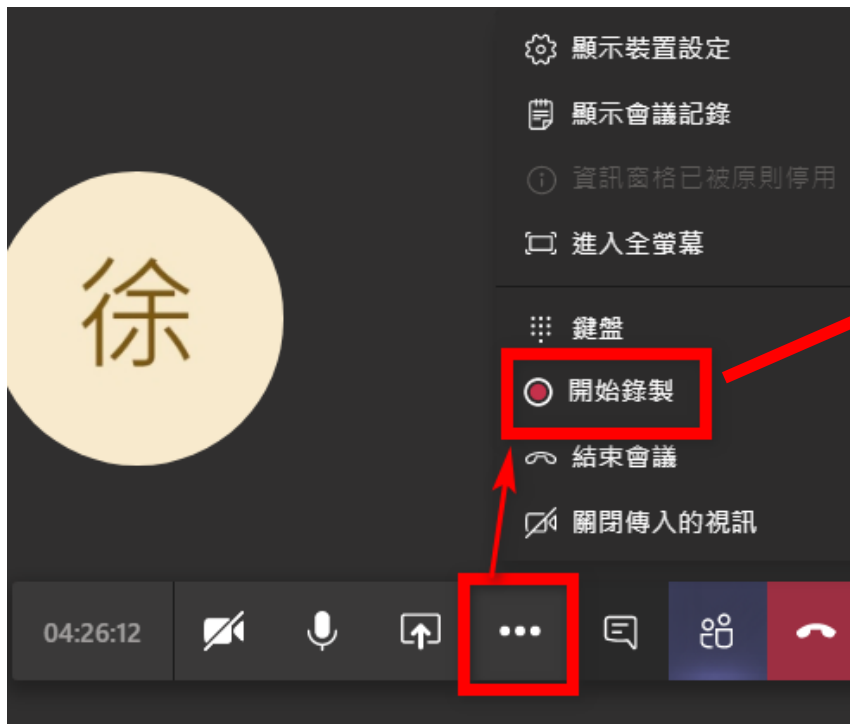 顯示裝置設定
顯示會議記錄
資訊窗格已被原則停用
進入全螢幕
徐
鍵盤
開始錄製
結束會議
關閉傳入的視訊
04:26:12